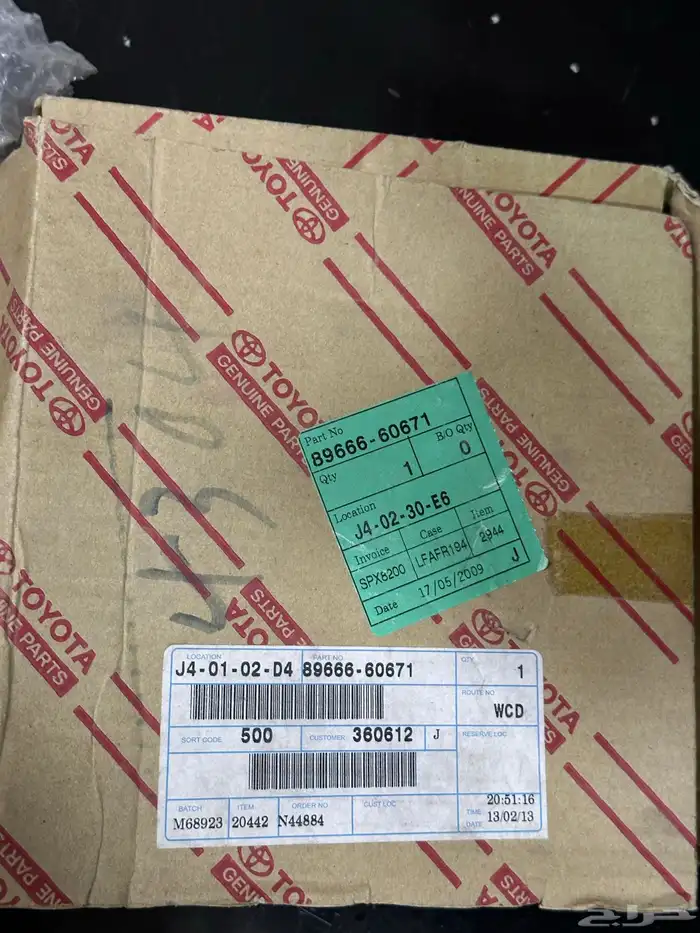 TOYOTA
GENUINE PARTS
Part No
89666-60671
Qty
1
B/O Qty
0
Location
J4-02-30-E6
Invoice
Case
Item
SPX8200
LFAFR194
2944
Date
17/05/2009
J
LOCATION
PART NO
QTY
J4-01-02-D4
89666-60671
1
ROUTE NO
WCD
SORT CODE
500
CUSTOMER
360612
J
RESERVE LOC
BATCH
ITEM
ORDER NO
CUST LOC
M68923
20442
N44884
TIME
20:51:16
DATE
13/02/13
حراج